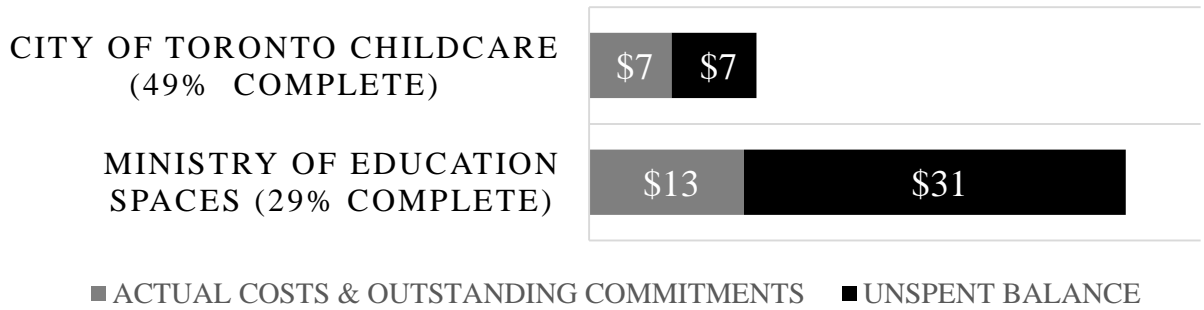 CITY OF TORONTO CHILDCARE
(49% COMPLETE)
$7 $7
MINISTRY OF EDUCATION
SPACES (29% COMPLETE)
$13 $31
ACTUAL COSTS & OUTSTANDING COMMITMENTS UNSPENT BALANCE